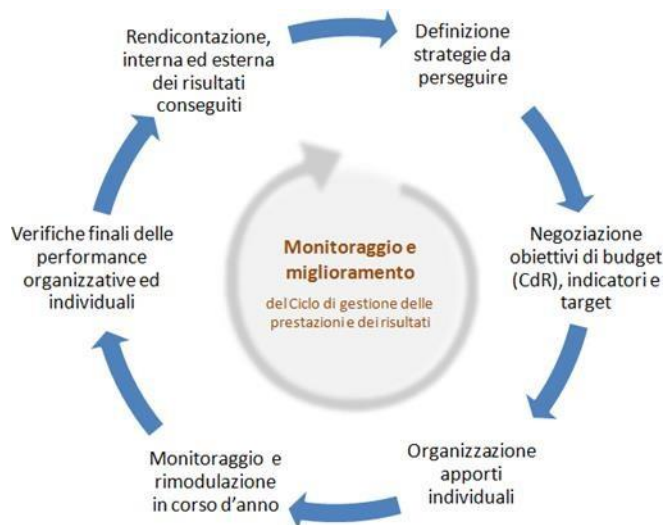 Definizione
strategie da
perseguire
Negoziazione
obiettivi di budget
(CdR), indicatori e
target
Organizzazione
apporti
individuali
Monitoraggio e
rimodulazione
in corso d'anno
Verifiche finali delle
performance
organizzative ed
individuali
Rendicontazione,
interna ed esterna
dei risultati
conseguiti
Monitoraggio e
miglioramento
del Ciclo di gestione delle
prestazioni e dei risultati